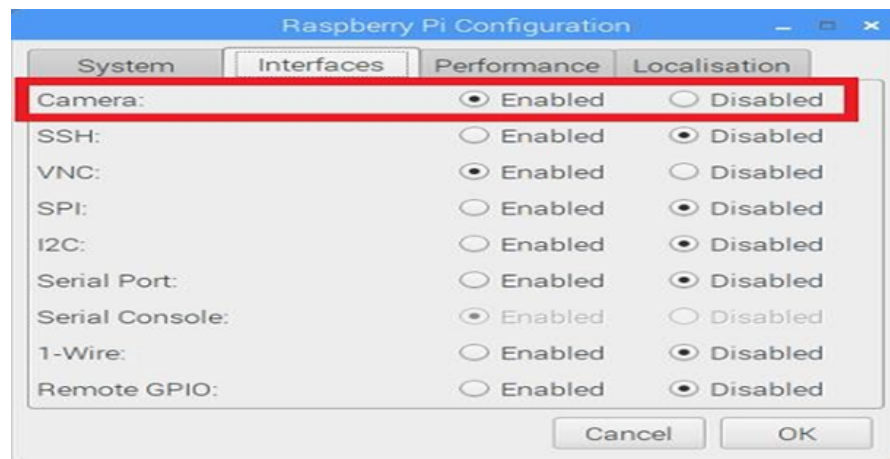 Raspberry Pi Configuration
System Interfaces Performance Localisation
Camera: Enabled Disabled
SSH: Enabled Disabled
VNC: Enabled Disabled
SPI: Enabled Disabled
I2C: Enabled Disabled
Serial Port: Enabled Disabled
Serial Console: Enabled Disabled
1-Wire: Enabled Disabled
Remote GPIO: Enabled Disabled
Cancel OK